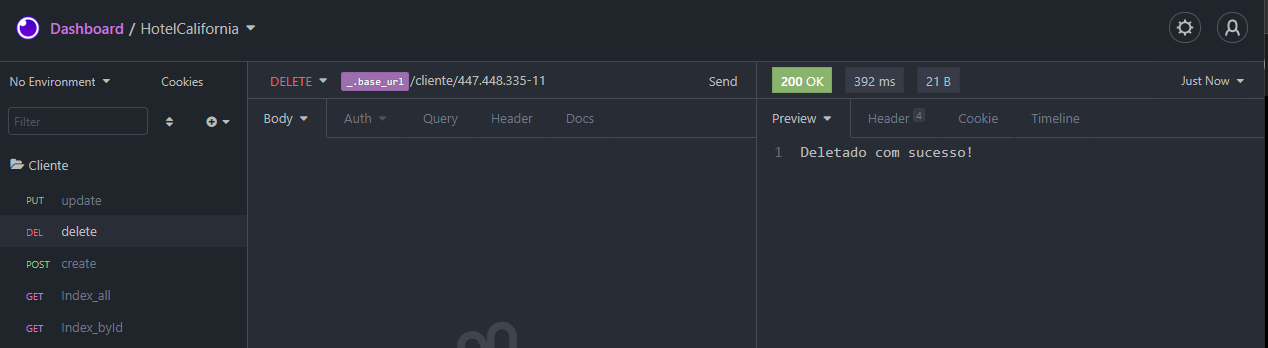 Dashboard / HotelCalifornia
No Environment Cookies
DELETE _.base_url/cliente/447.448.335-11 Send
200 OK 392 ms 21 B Just Now
Filter
Body Auth Query Header Docs
Preview Header 4 Cookie Timeline
1 Deletado com sucesso!
Cliente
PUT update
DEL delete
POST create
GET Index_all
GET Index_byId